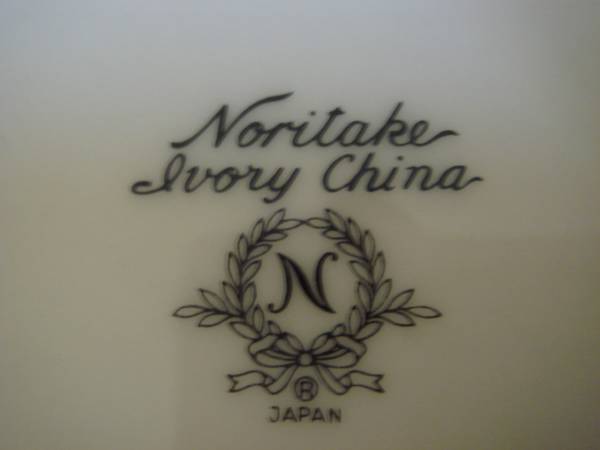 Noritake
Ivory China
N
®
JAPAN